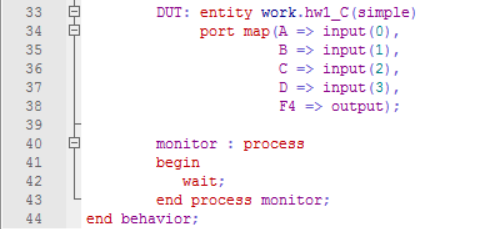 33 DUT: entity work.hw1_C(simple)
34 port map(A => input(0),
35 B => input(1),
36 C => input(2),
37 D => input(3),
38 F4 => output);
39
40 monitor : process
41 begin
42 wait;
43 end process monitor;
44 end behavior;